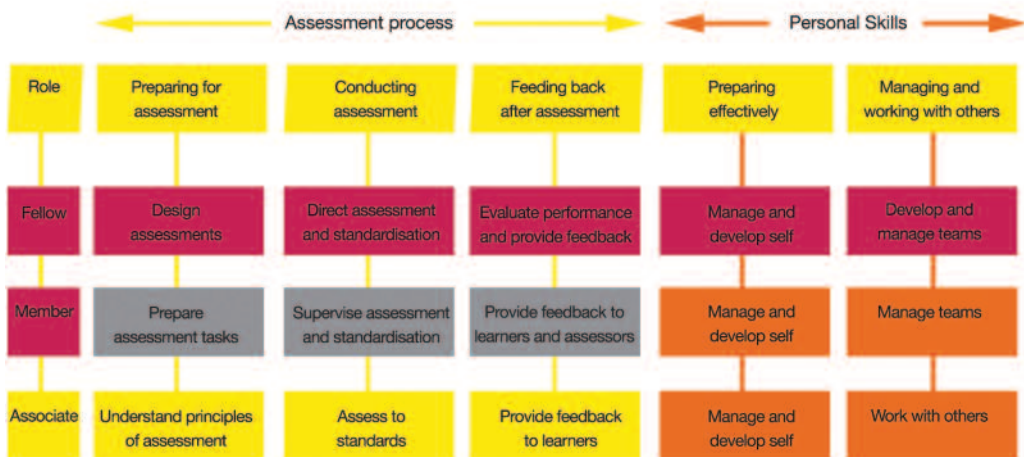 Assessment process
Personal Skills
Role
Preparing for
assessment
Conducting
assessment
Feeding back
after assessment
Preparing
effectively
Managing and
working with others
Fellow
Design
assessments
Direct assessment
and standardisation
Evaluate performance
and provide feedback
Manage and
develop self
Develop and
manage teams
Member
Prepare
assessment tasks
Supervise assessment
and standardisation
Provide feedback to
learners and assessors
Manage and
develop self
Manage teams
Associate
Understand principles
of assessment
Assess to
standards
Provide feedback
to learners
Manage and
develop self
Work with others